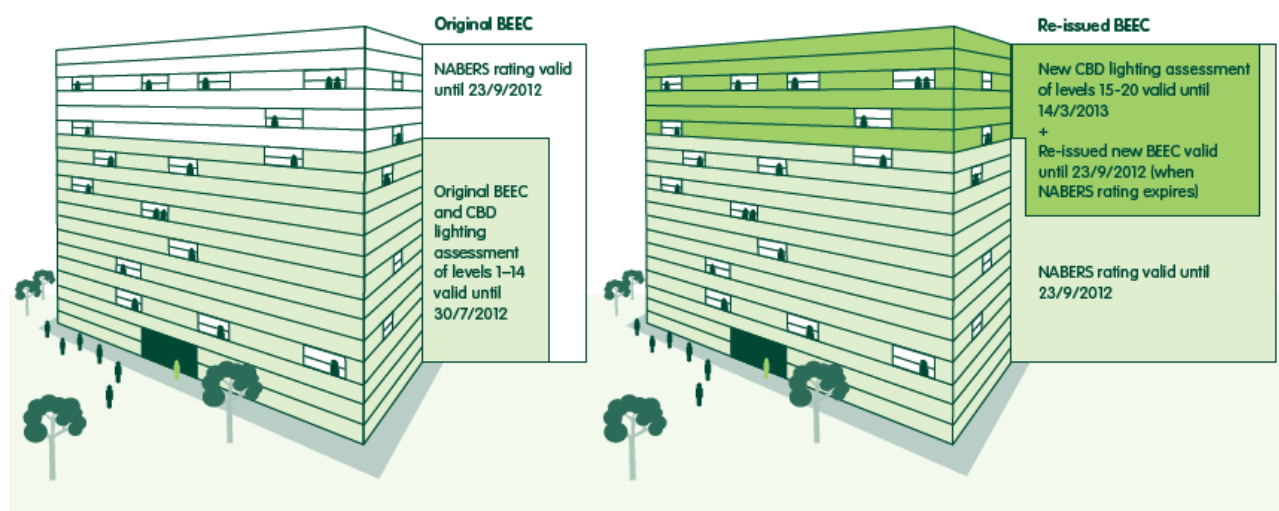 Original BEEC
NABERS rating valid
until 23/9/2012
Original BEEC
and CBD
lighting
assessment
of levels 1–14
valid until
30/7/2012
Re-issued BEEC
New CBD lighting assessment
of levels 15-20 valid until
14/3/2013
+
Re-issued new BEEC valid
until 23/9/2012 (when
NABERS rating expires)
NABERS rating valid until
23/9/2012